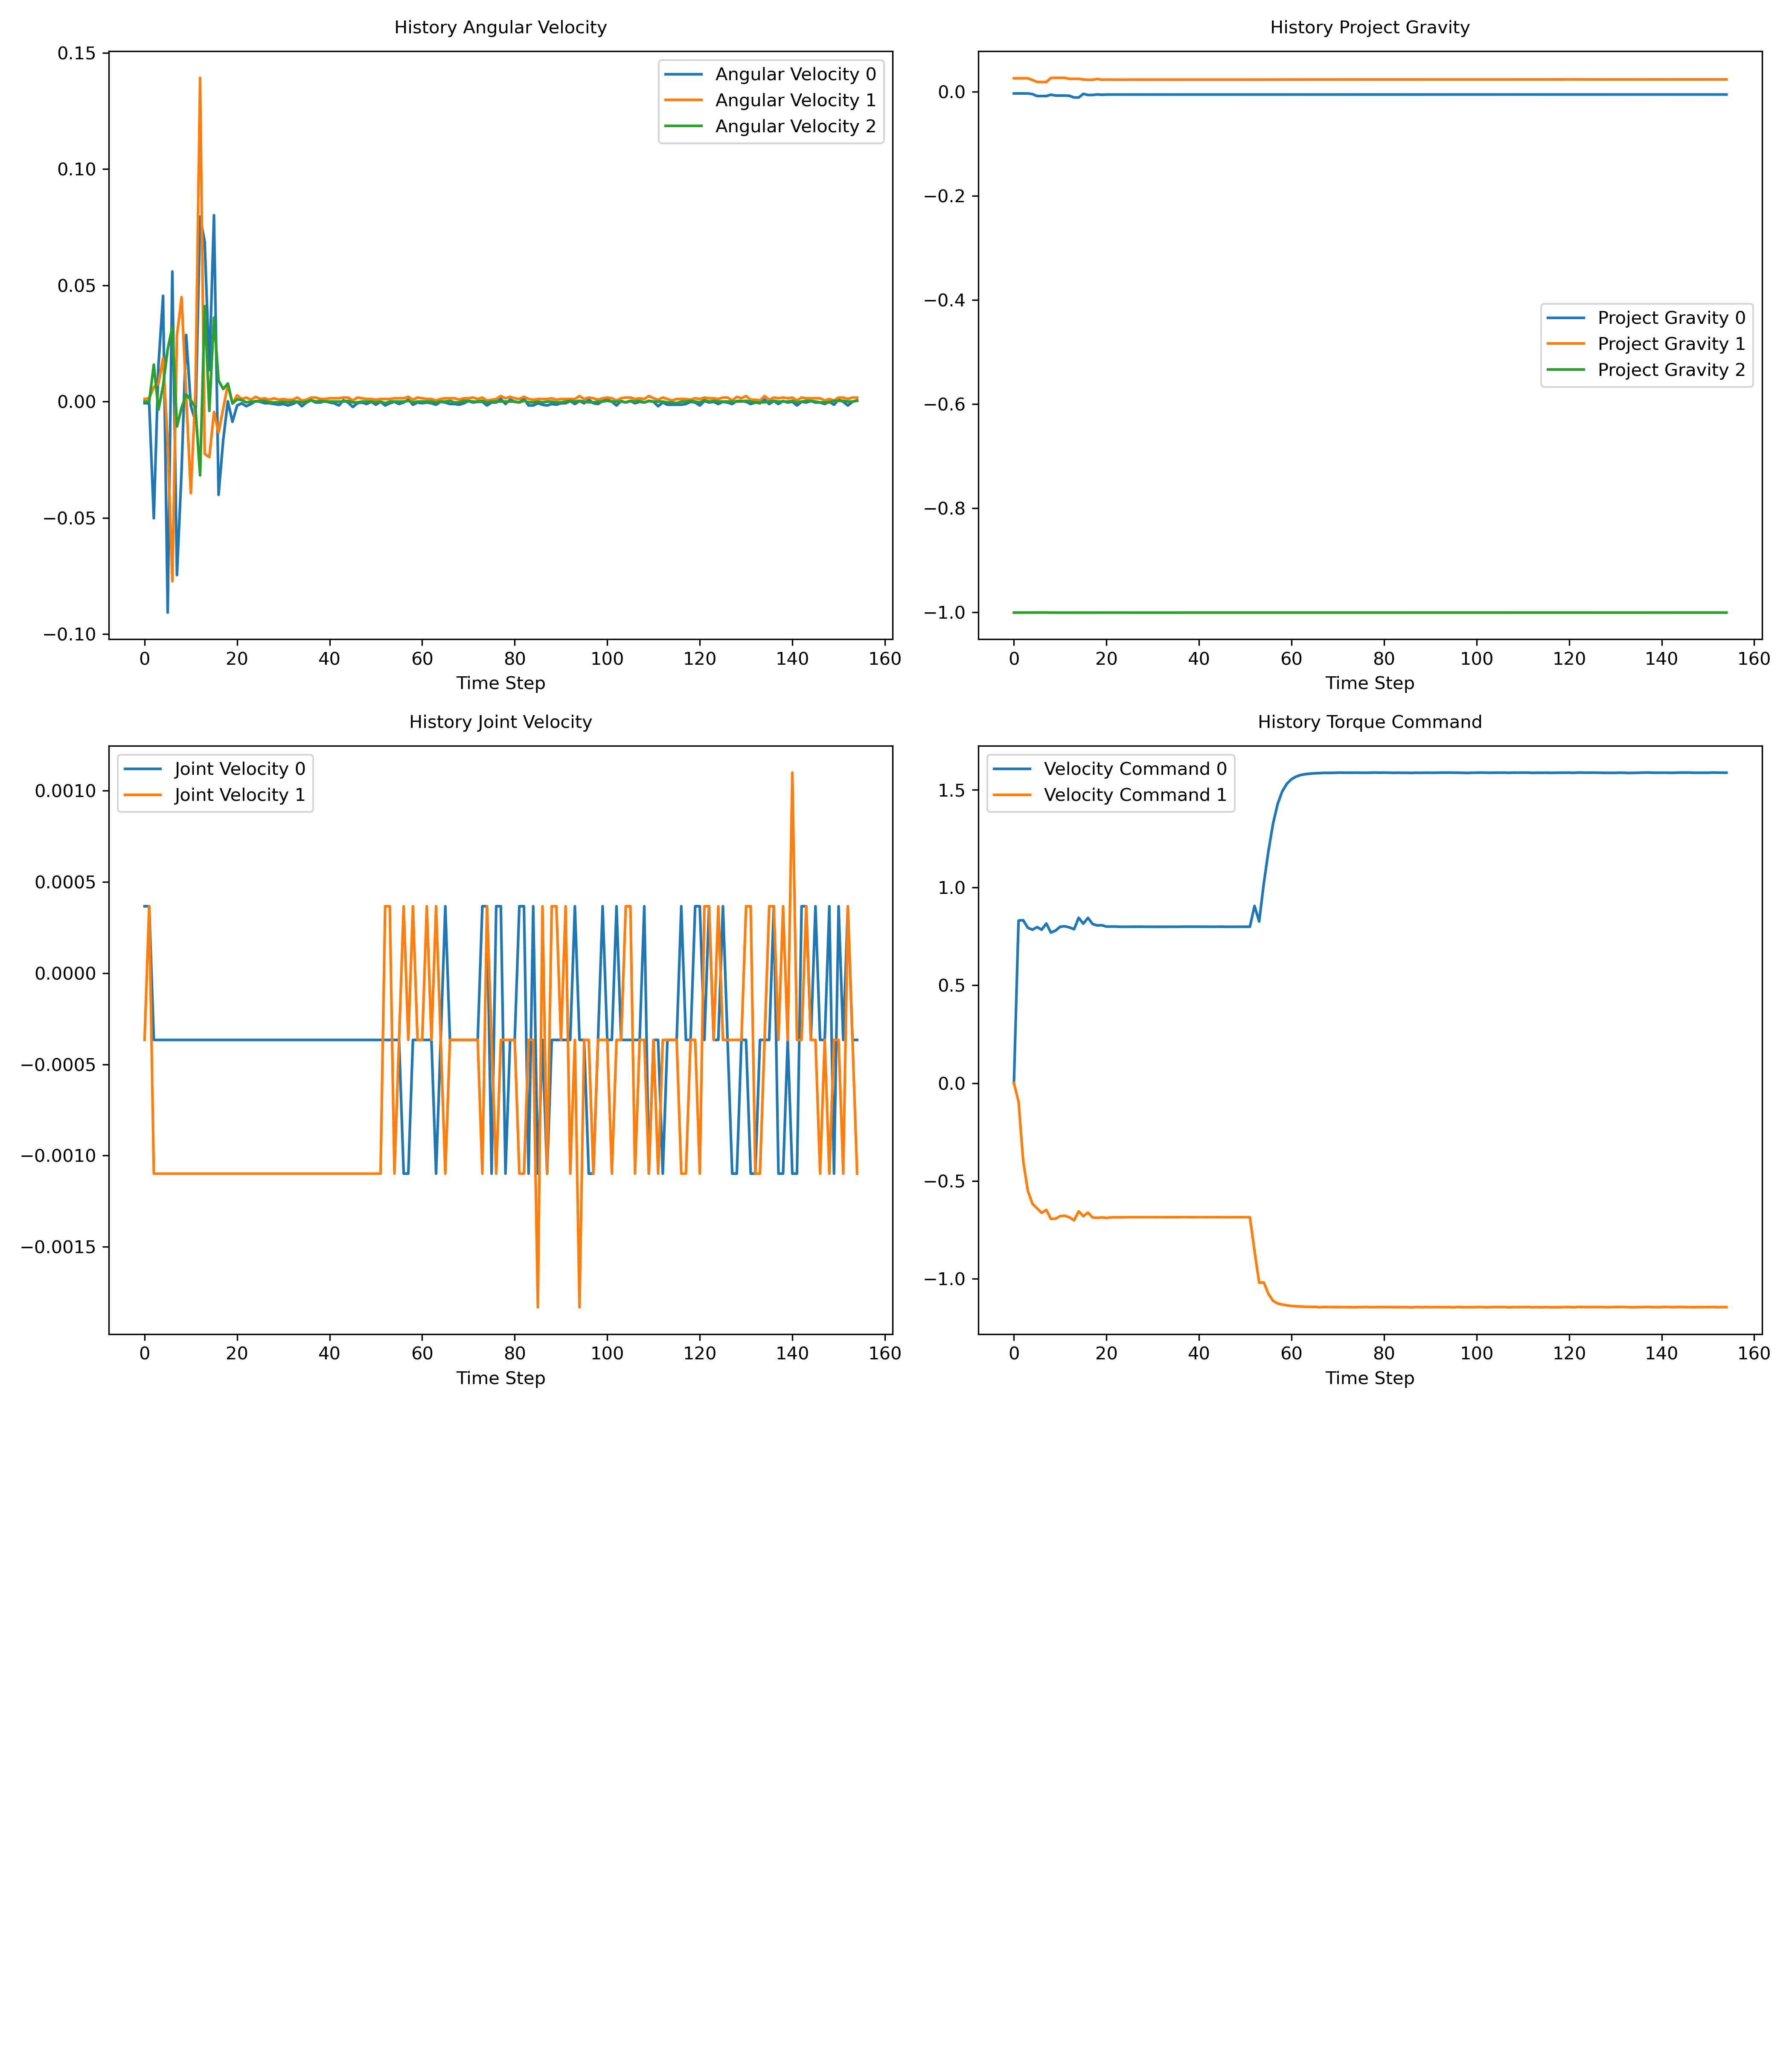 History Angular Velocity
0.15
0.10
0.05
0.00
−0.05
−0.10
Angular Velocity 0
Angular Velocity 1
Angular Velocity 2
0 20 40 60 80 100 120 140 160
Time Step
History Project Gravity
0.0
−0.2
−0.4
−0.6
−0.8
−1.0
Project Gravity 0
Project Gravity 1
Project Gravity 2
0 20 40 60 80 100 120 140 160
Time Step
History Joint Velocity
Joint Velocity 0
Joint Velocity 1
0.0010
0.0005
0.0000
−0.0005
−0.0010
−0.0015
0 20 40 60 80 100 120 140 160
Time Step
History Torque Command
Velocity Command 0
Velocity Command 1
1.5
1.0
0.5
0.0
−0.5
−1.0
0 20 40 60 80 100 120 140 160
Time Step